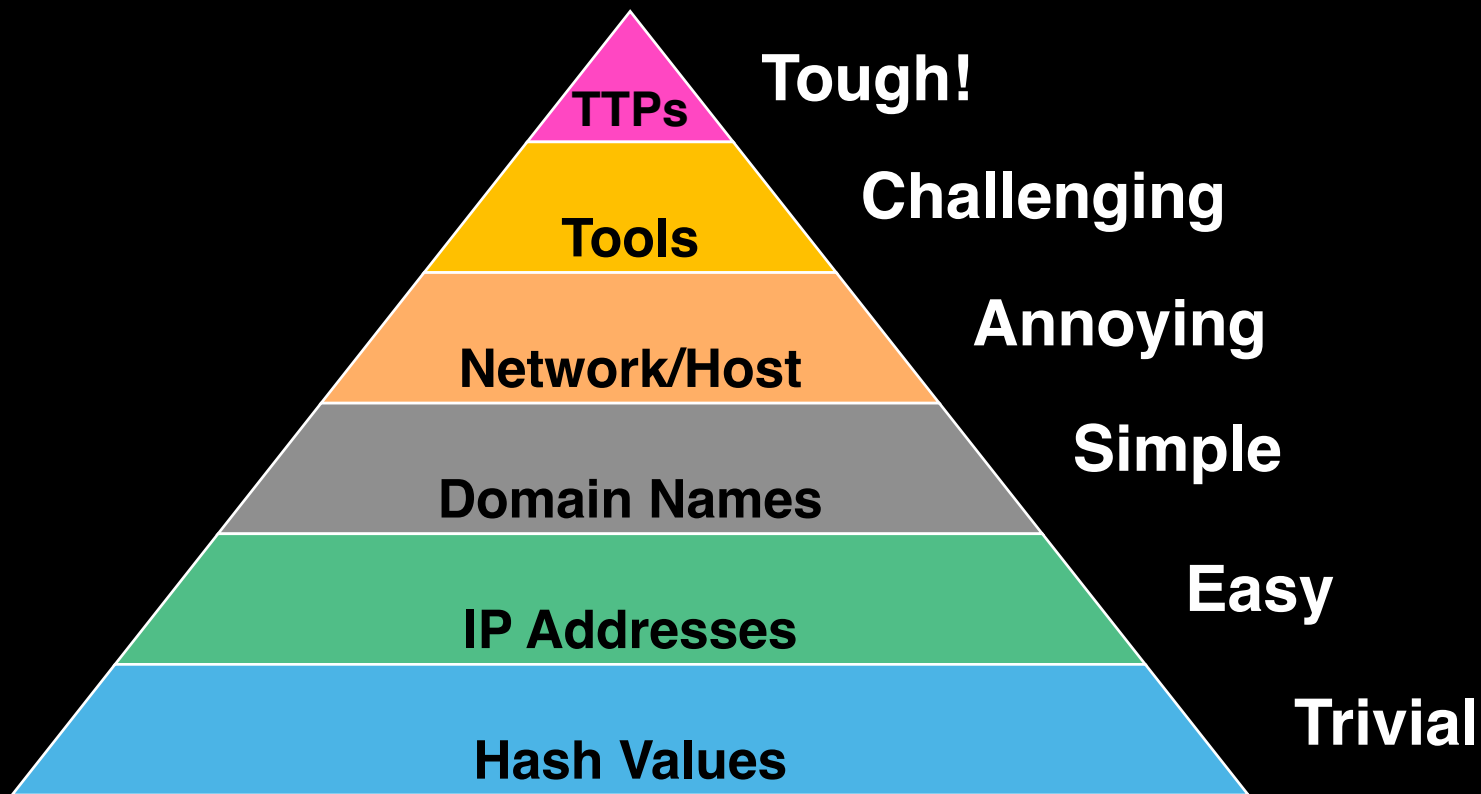 Tough!
TTPs
Challenging
Tools
Annoying
Network/Host
Simple
Domain Names
Easy
IP Addresses
Trivial
Hash Values